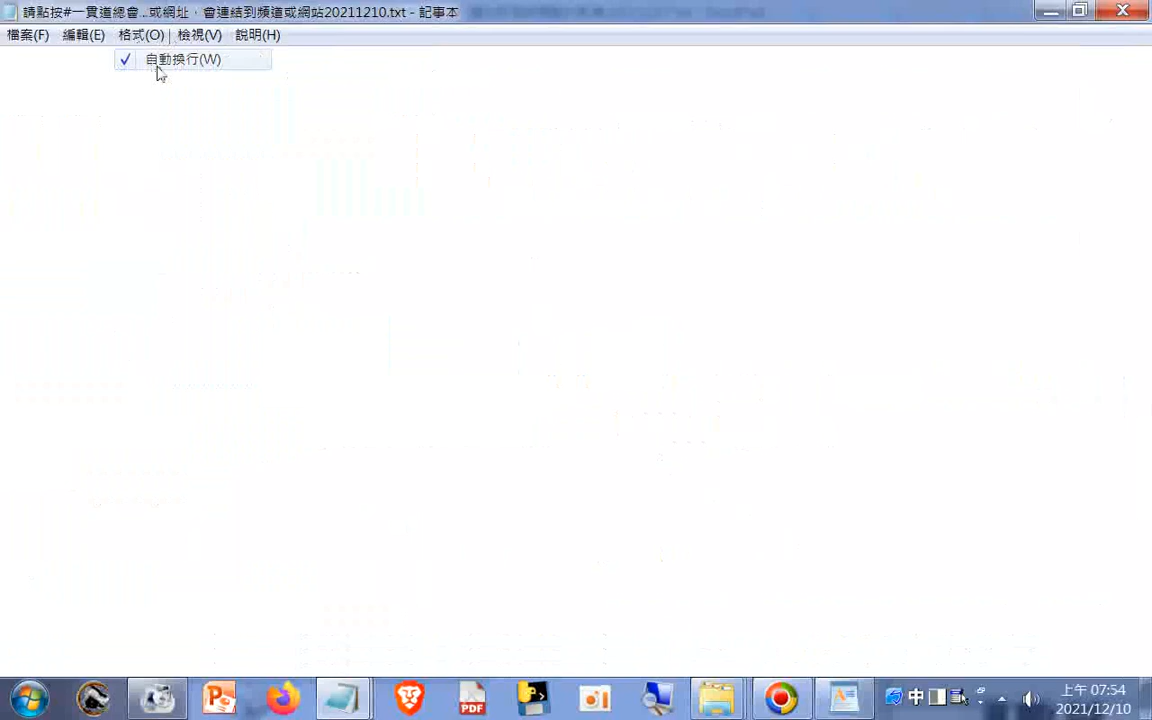 請點按#一貫道總會...或網址，會連結到頻道或網站20211210.txt - 記事本
檔案(F) 編輯(E) 格式(O) 檢視(V) 說明(H)
自動換行(W)
PDF
中
上午 07:54
2021/12/10